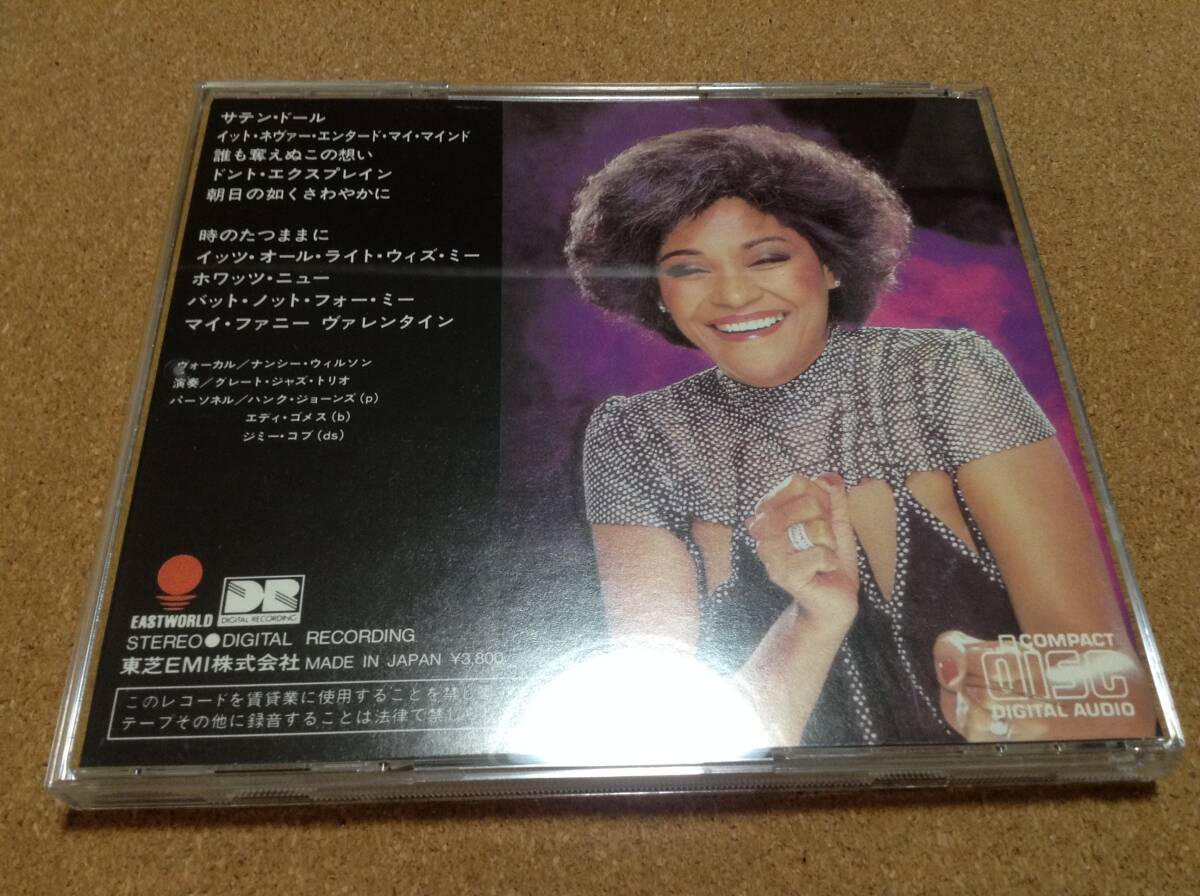 サテン・ドール
イット・ネヴァー・エンタード・マイ・マインド
誰も奪えぬこの想い
ドント・エクスプレイン
朝日の如くさわやかに
時のたつままに
イッツ・オール・ライト・ウィズ・ミー
ホワッツ・ニュー
バット・ノット・フォー・ミー
マイ・ファニー ヴァレンタイン
ヴォーカル/ナンシー・ウィルソン
演奏/グレート・ジャズ・トリオ
パーソネル/ハンク・ジョーンズ(p)
エディ・ゴメス(b)
ジミー・コブ(ds)
EASTWORLD
DR
DIGITAL RECORDING
STEREO●DIGITAL RECORDING
東芝EMI株式会社 MADE IN JAPAN ¥3,800
このレコードを賃貸業に使用することを禁じ
テープその他に録音することは法律で禁じ
COMPACT
disc
DIGITAL AUDIO